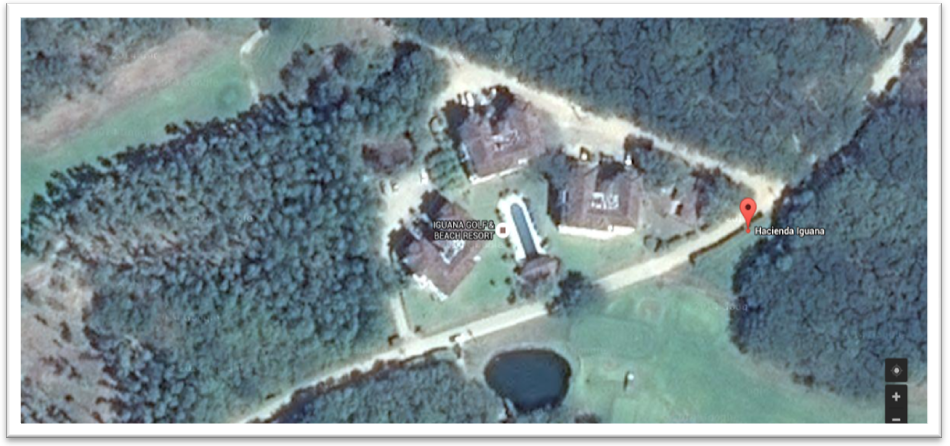 IGUANA GOLF &
BEACH RESORT
Hacienda Iguana